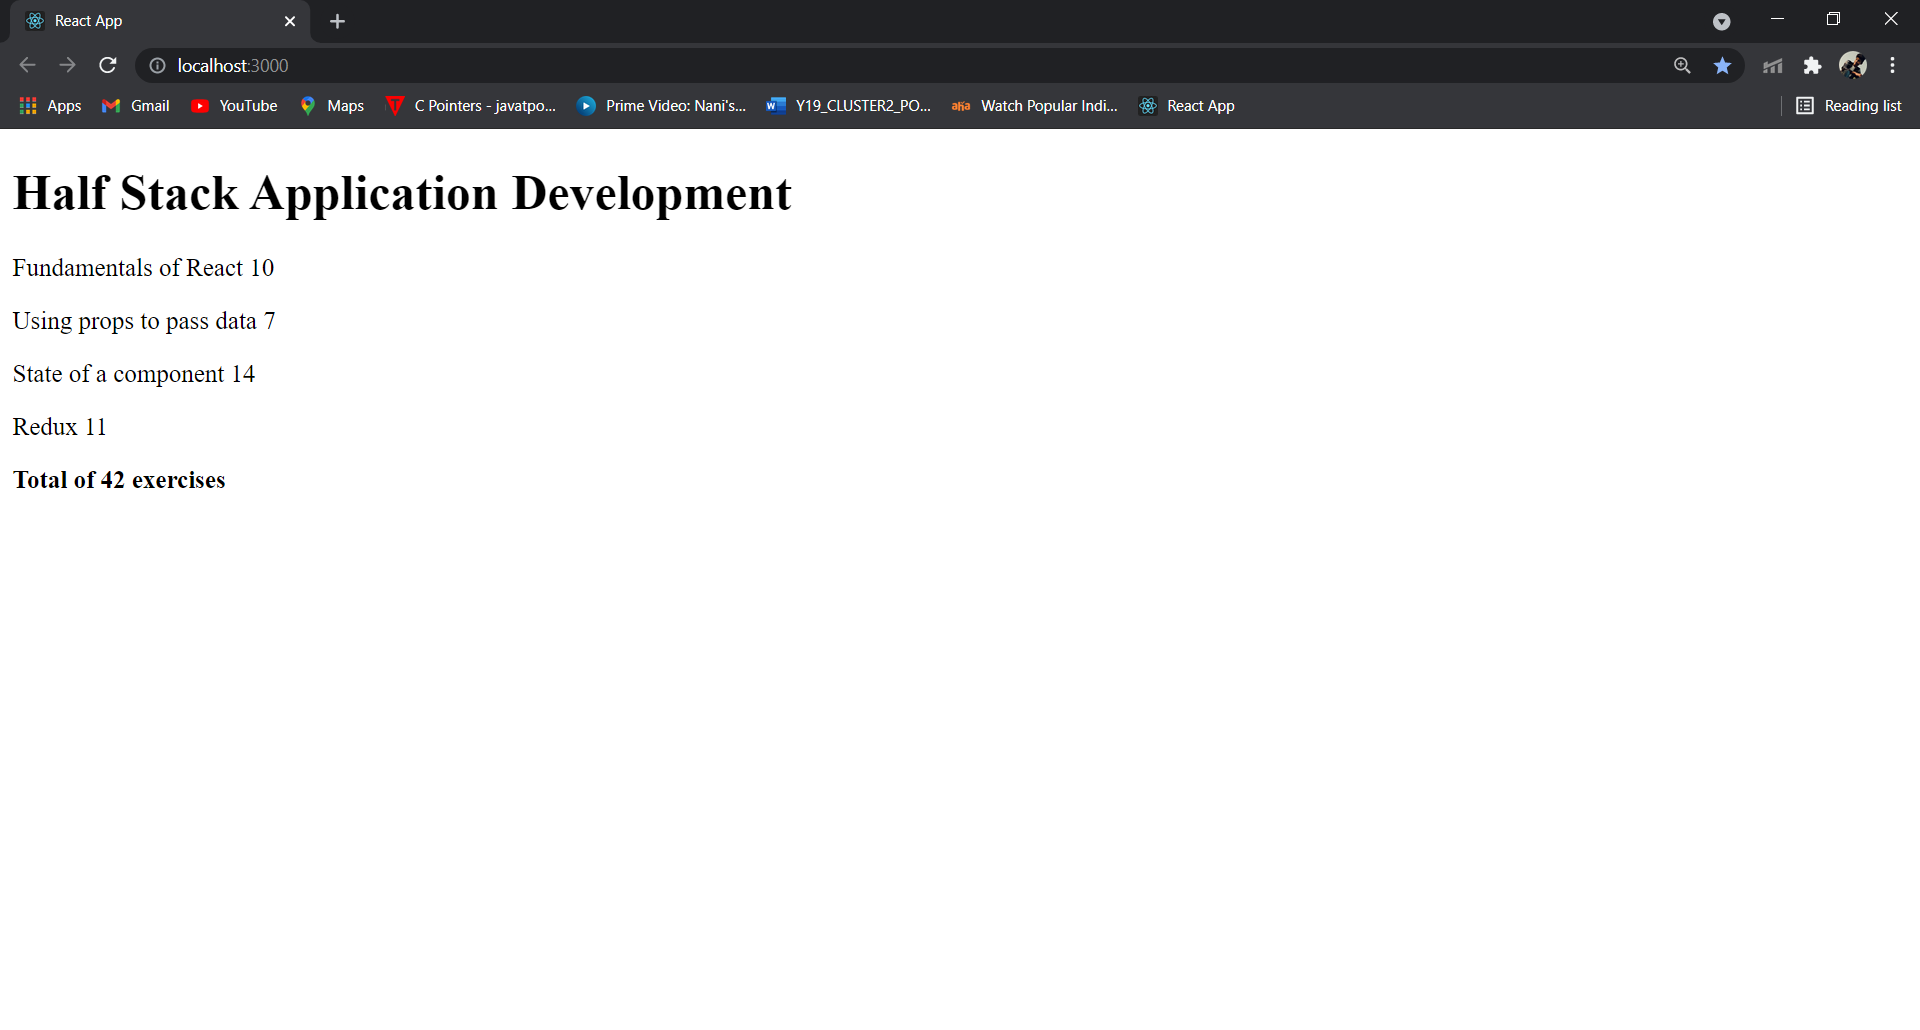 React App
localhost:3000
Apps Gmail YouTube Maps C Pointers - javatpo... Prime Video: Nani's... Y19_CLUSTER2_PO... aha Watch Popular Indi... React App Reading list
Half Stack Application Development
Fundamentals of React 10
Using props to pass data 7
State of a component 14
Redux 11
Total of 42 exercises